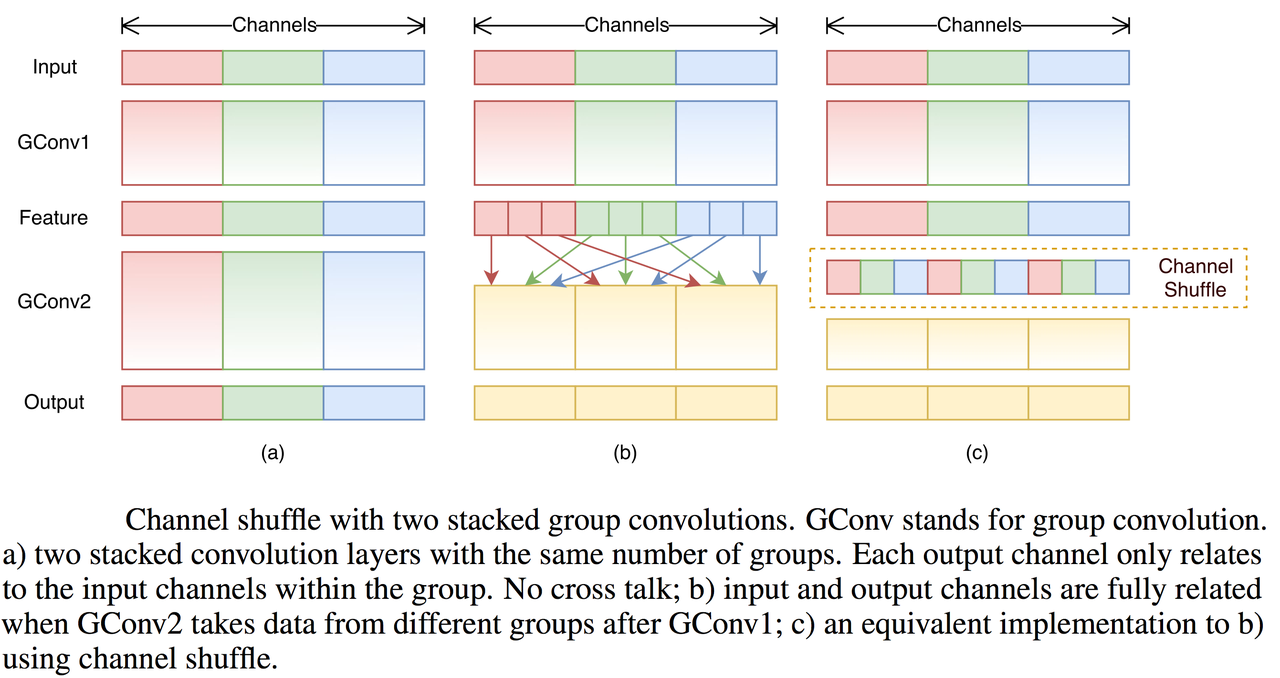 Channels
Channels
Channels
Input
GConv1
Feature
GConv2
Channel
Shuffle
Output
(a)
(b)
(c)
Channel shuffle with two stacked group convolutions. GConv stands for group convolution.
a) two stacked convolution layers with the same number of groups. Each output channel only relates
to the input channels within the group. No cross talk; b) input and output channels are fully related
when GConv2 takes data from different groups after GConv1; c) an equivalent implementation to b)
using channel shuffle.